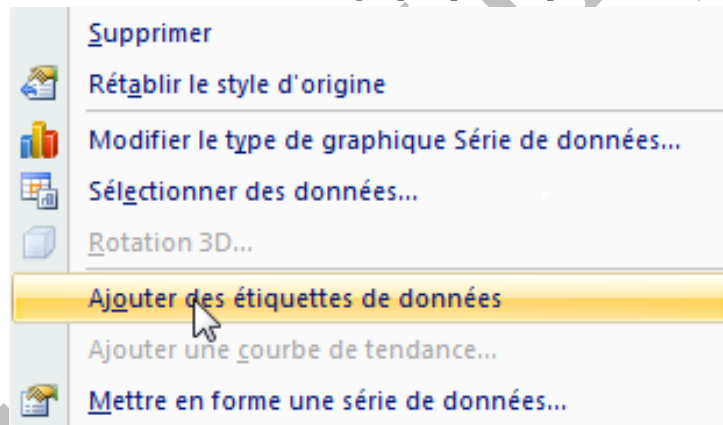 Supprimer
Rétablir le style d'origine
Modifier le type de graphique Série de données...
Sélectionner des données...
Rotation 3D...
Ajouter des étiquettes de données
Ajouter une courbe de tendance...
Mettre en forme une série de données...